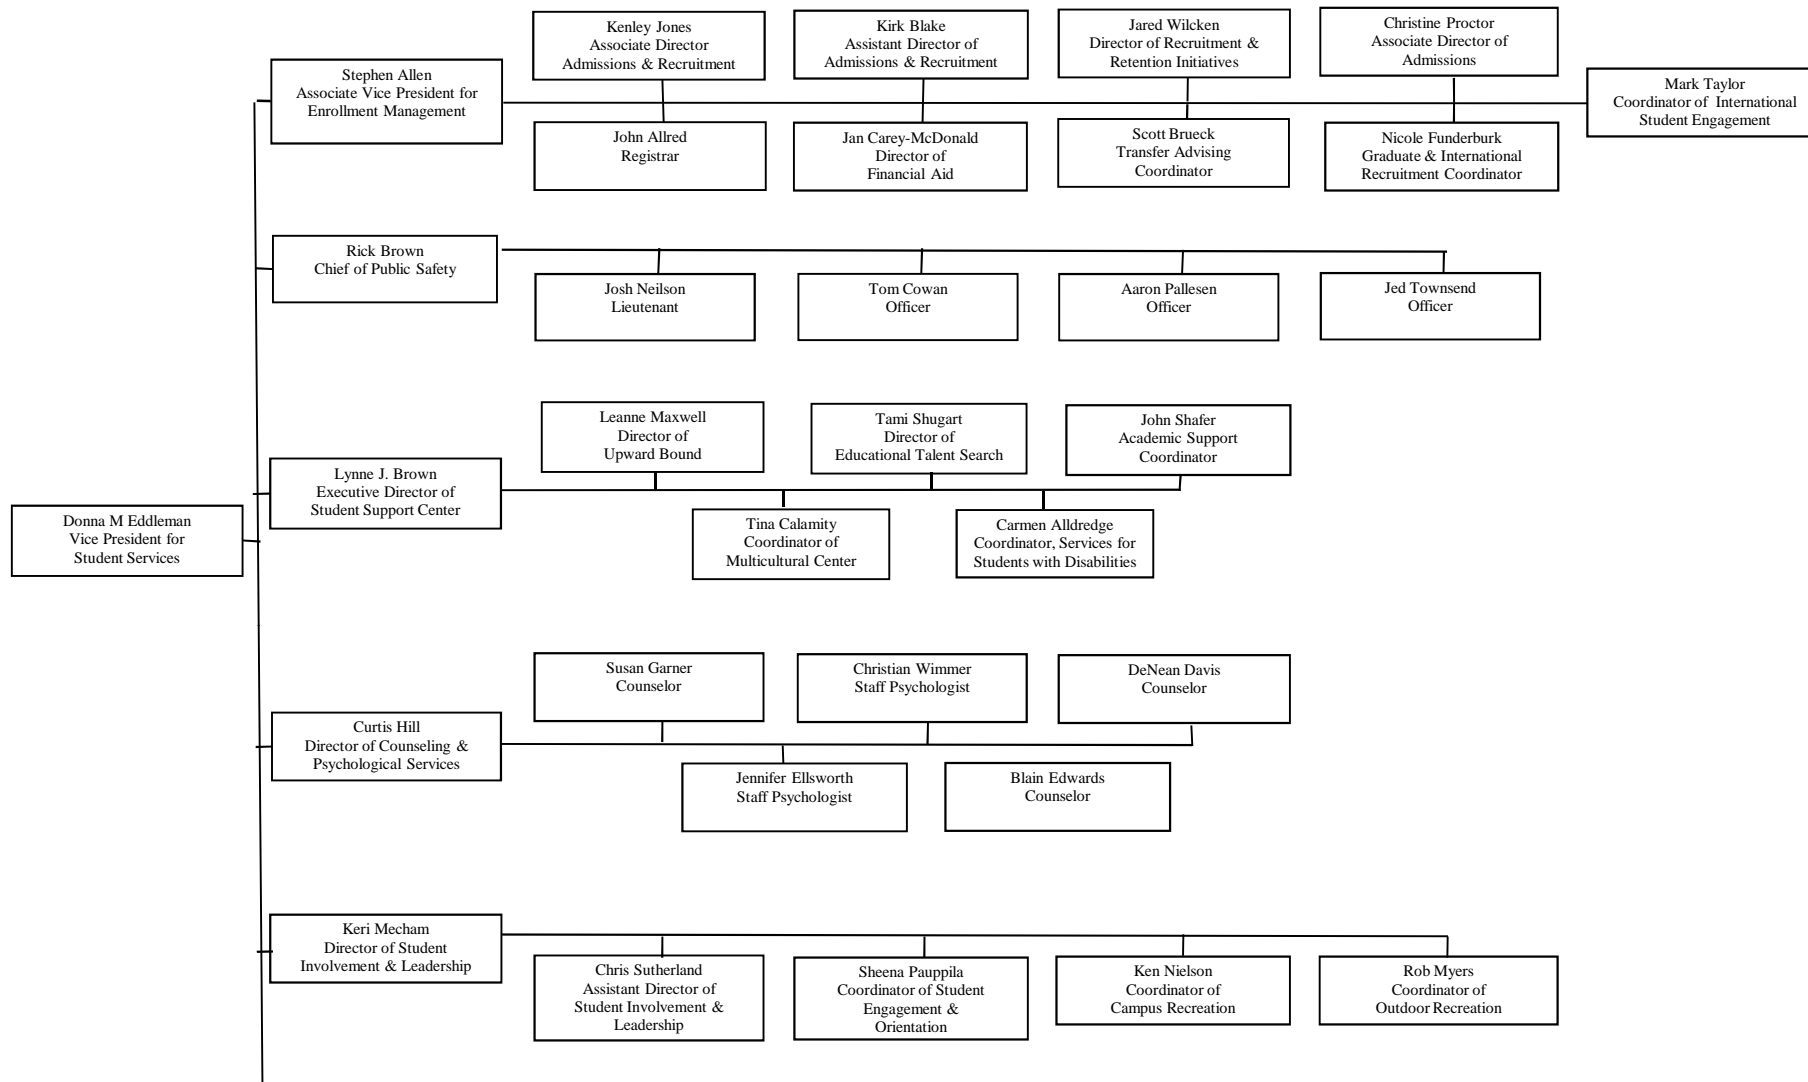 Kenley Jones
Associate Director
Admissions & Recruitment
Kirk Blake
Assistant Director of
Admissions & Recruitment
Jared Wilcken
Director of Recruitment &
Retention Initiatives
Christine Proctor
Associate Director of
Admissions
Stephen Allen
Associate Vice President for
Enrollment Management
Mark Taylor
Coordinator of International
Student Engagement
John Allred
Registrar
Jan Carey-McDonald
Director of
Financial Aid
Scott Brueck
Transfer Advising
Coordinator
Nicole Funderburk
Graduate & International
Recruitment Coordinator
Rick Brown
Chief of Public Safety
Josh Neilson
Lieutenant
Tom Cowan
Officer
Aaron Pallesen
Officer
Jed Townsend
Officer
Leanne Maxwell
Director of
Upward Bound
Tami Shugart
Director of
Educational Talent Search
John Shafer
Academic Support
Coordinator
Lynne J. Brown
Executive Director of
Student Support Center
Donna M Eddleman
Vice President for
Student Services
Tina Calamity
Coordinator of
Multicultural Center
Carmen Alldredge
Coordinator, Services for
Students with Disabilities
Susan Garner
Counselor
Christian Wimmer
Staff Psychologist
DeNean Davis
Counselor
Curtis Hill
Director of Counseling &
Psychological Services
Jennifer Ellsworth
Staff Psychologist
Blain Edwards
Counselor
Keri Mecham
Director of Student
Involvement & Leadership
Chris Sutherland
Assistant Director of
Student Involvement &
Leadership
Sheena Pauppila
Coordinator of Student
Engagement &
Orientation
Ken Nielson
Coordinator of
Campus Recreation
Rob Myers
Coordinator of
Outdoor Recreation